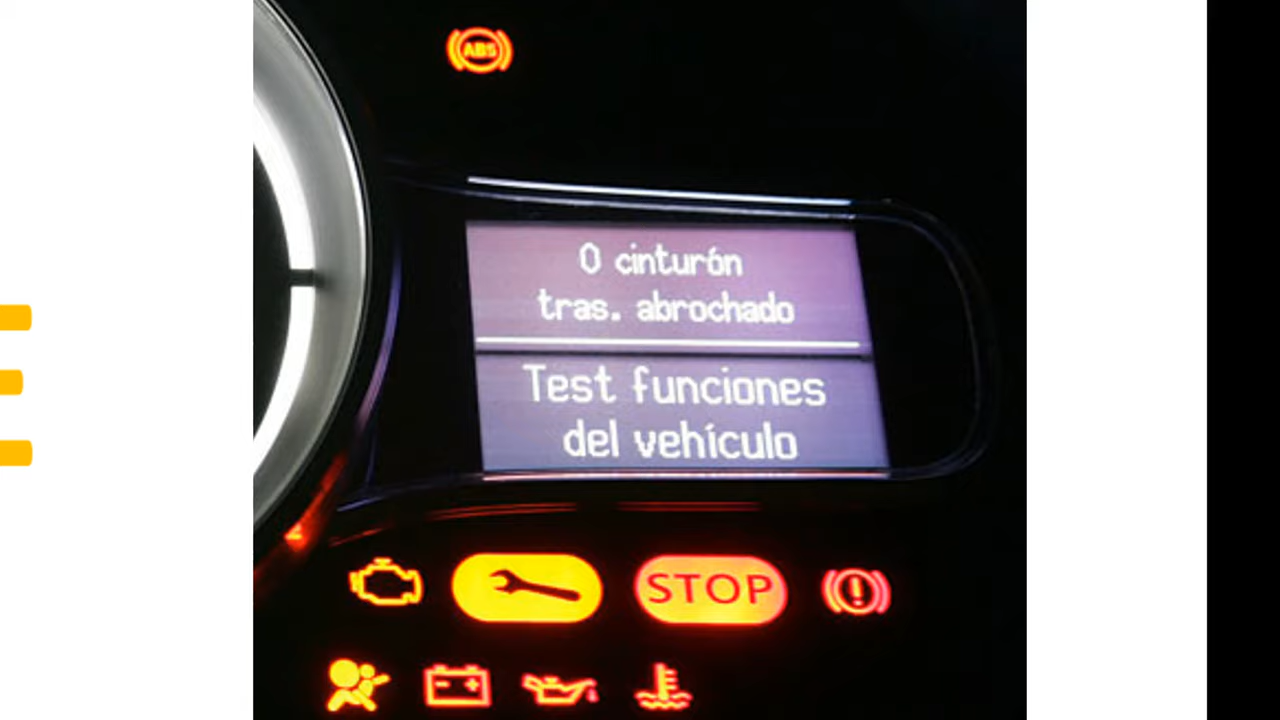 ABS
0 cinturón
tras. abrochado
Test funciones
del vehículo
STOP